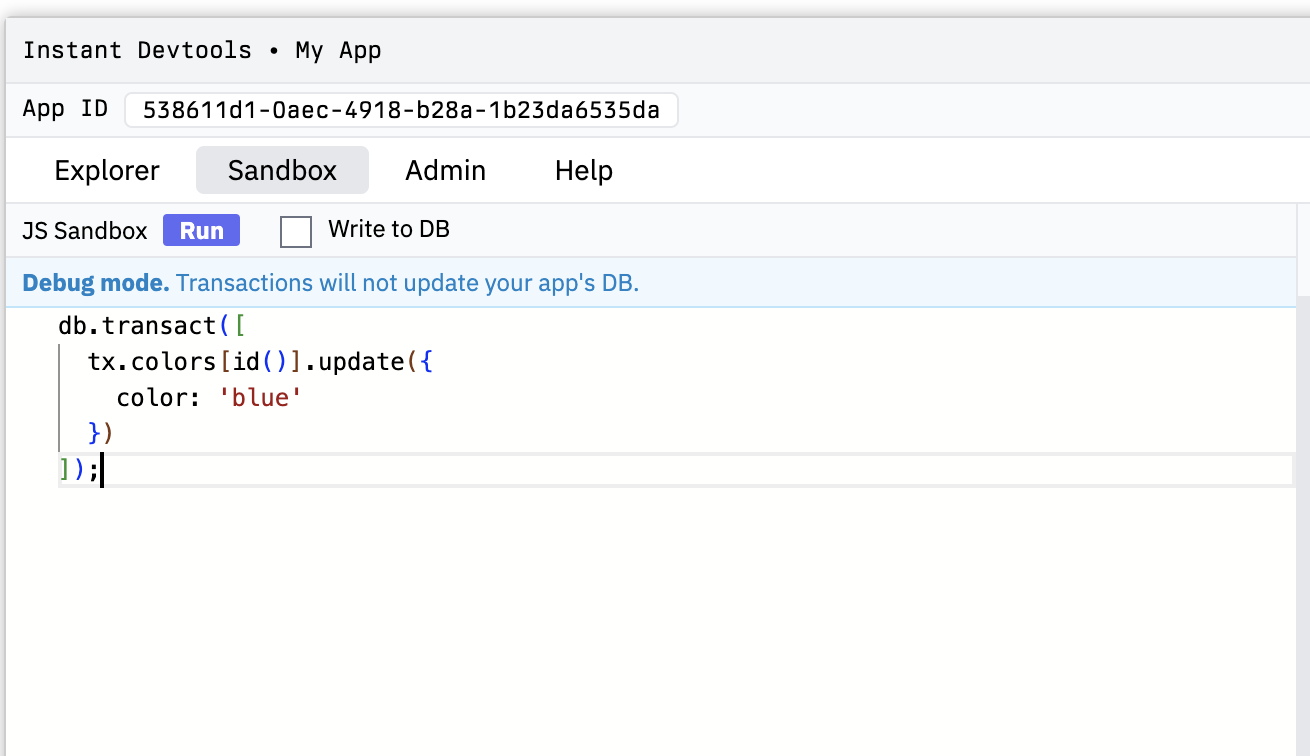 Instant Devtools • My App
App ID 538611d1-0aec-4918-b28a-1b23da6535da
Explorer Sandbox Admin Help
JS Sandbox Run Write to DB
Debug mode. Transactions will not update your app's DB.
db.transact([
  tx.colors[id()].update({
    color: 'blue'
  })
]);